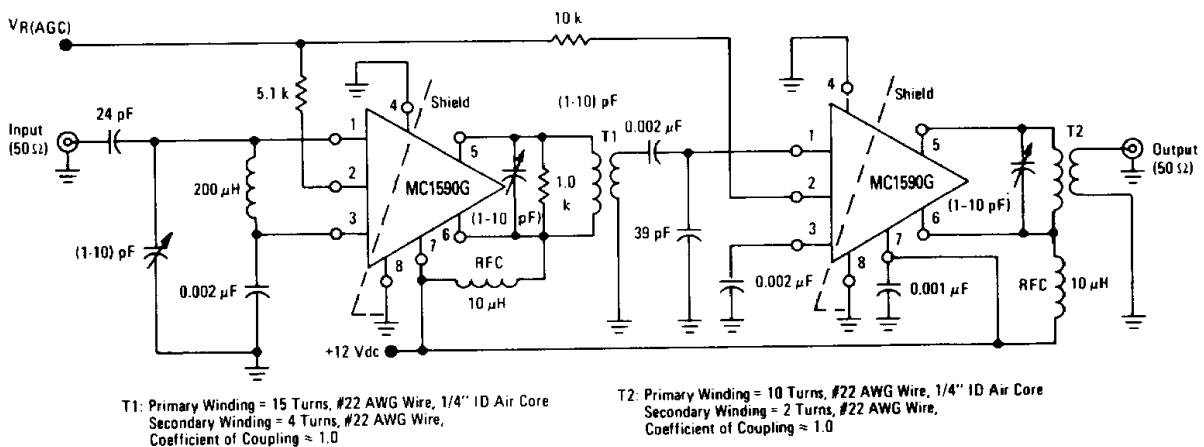 VR(AGC)
10 k
5.1 k
4
Shield
(1-10) pF
T1
0.002 µF
4
Shield
T2
24 pF
Input
(50 Ω)
1
5
1
5
Output
(50 Ω)
200 µH
2
MC1590G
1.0
k
2
MC1590G
(1-10 pF)
3
(1-10
pF)
6
39 pF
3
6
(1-10) pF
7
7
8
RFC
8
0.002 µF
10 µH
0.002 µF
0.001 µF
RFC
10 µH
+12 Vdc
T1: Primary Winding = 15 Turns, #22 AWG Wire, 1/4" ID Air Core
Secondary Winding = 4 Turns, #22 AWG Wire,
Coefficient of Coupling ≈ 1.0
T2: Primary Winding = 10 Turns, #22 AWG Wire, 1/4" ID Air Core
Secondary Winding = 2 Turns, #22 AWG Wire,
Coefficient of Coupling ≈ 1.0